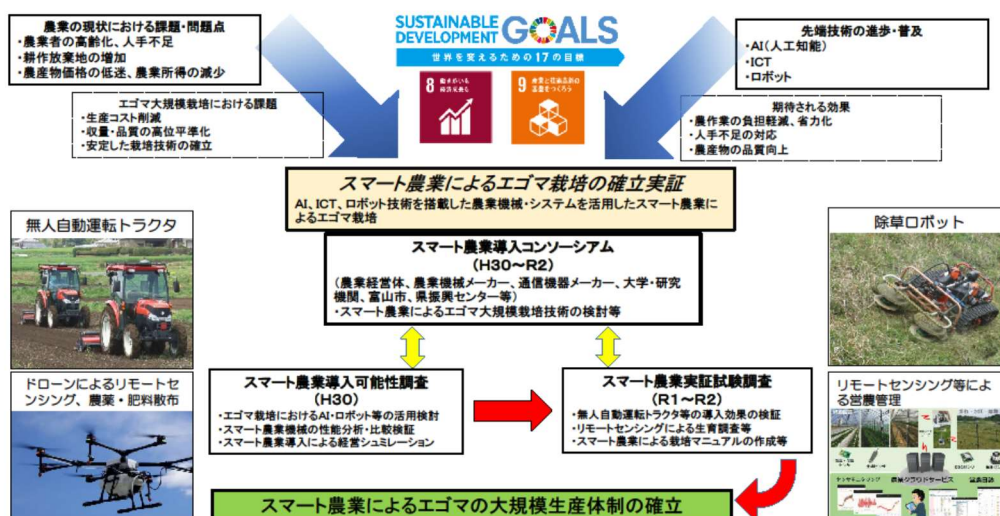 農業の現状における課題・問題点
・農業者の高齢化、人手不足
・耕作放棄地の増加
・農産物価格の低迷、農業所得の減少
エゴマ大規模栽培における課題
・生産コスト削減
・収量・品質の高位平準化
・安定した栽培技術の確立
SUSTAINABLE
DEVELOPMENT
GOALS
世界を変えるための17の目標
8 働きがいも
経済成長も
9 産業と技術革新の
基盤をつくろう
先端技術の進歩・普及
・AI(人工知能)
・ICT
・ロボット
期待される効果
・農作業の負担軽減、省力化
・人手不足の対応
・農産物の品質向上
スマート農業によるエゴマ栽培の確立実証
AI、ICT、ロボット技術を搭載した農業機械・システムを活用したスマート農業に
よるエゴマ栽培
スマート農業導入コンソーシアム
(H30~R2)
(農業経営体、農業機械メーカー、通信機器メーカー、大学・研究
機関、富山市、県振興センター等)
・スマート農業によるエゴマ大規模栽培技術の検討等
無人自動運転トラクタ
ドローンによるリモートセ
ンシング、農薬・肥料散布
スマート農業導入可能性調査
(H30)
・エゴマ栽培におけるAI・ロボット等の活用検討
・スマート農業機械の性能分析・比較検証
・スマート農業導入による経営シュミレーション
スマート農業実証試験調査
(R1~R2)
・無人自動運転トラクタ等の導入効果の検証
・リモートセンシングによる生育調査等
・スマート農業による栽培マニュアルの作成等
除草ロボット
リモートセンシング等によ
る営農管理
農業クラウドサービス
スマート農業によるエゴマの大規模生産体制の確立